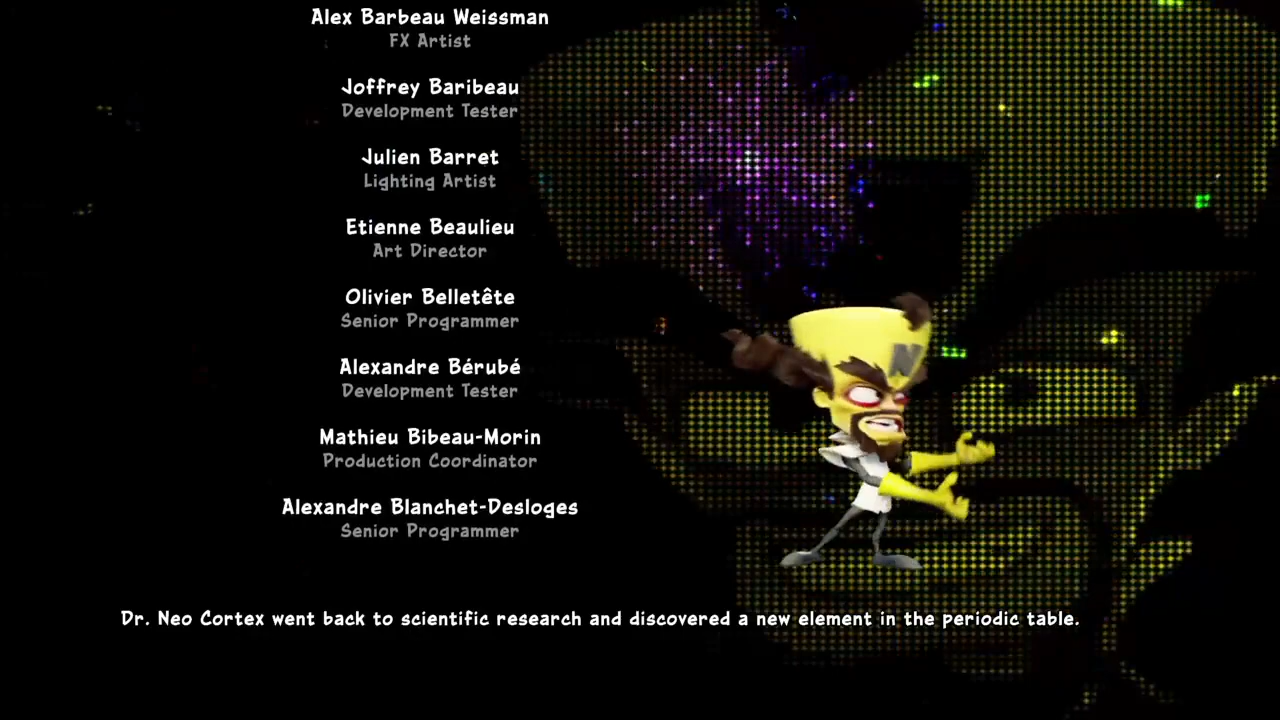 Alex Barbeau Weissman
FX Artist
Joffrey Baribeau
Development Tester
Julien Barret
Lighting Artist
Etienne Beaulieu
Art Director
Olivier Belletête
Senior Programmer
Alexandre Bérubé
Development Tester
Mathieu Bibeau-Morin
Production Coordinator
Alexandre Blanchet-Desloges
Senior Programmer
N
Dr. Neo Cortex went back to scientific research and discovered a new element in the periodic table.